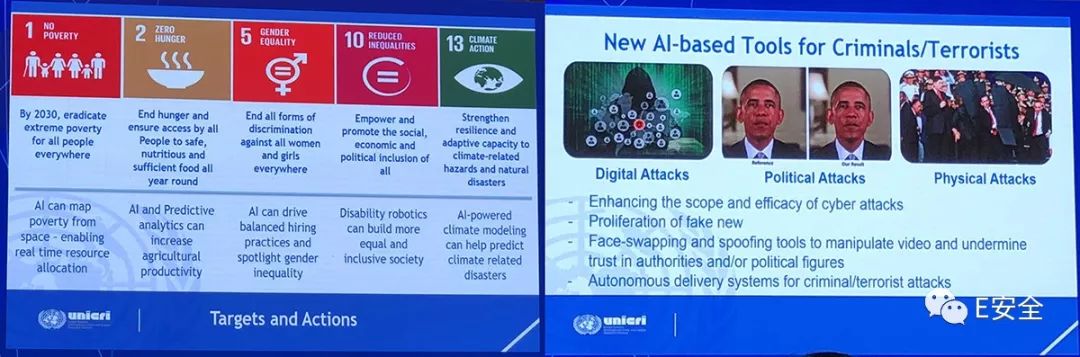 1 NO
POVERTY
2 ZERO
HUNGER
5 GENDER
EQUALITY
10 REDUCED
INEQUALITIES
13 CLIMATE
ACTION
By 2030, eradicate
extreme poverty
for all people
everywhere
End hunger and
ensure access by all
People to safe,
nutritious and
sufficient food all
year round
End all forms of
discrimination
against all women
and girls
everywhere
Empower and
promote the social,
economic and
political inclusion of
all
Strengthen
resilience and
adaptive capacity to
climate-related
hazards and natural
disasters
AI can map
poverty from
space - enabling
real time resource
allocation
AI and Predictive
analytics can
increase
agricultural
productivity
AI can drive
balanced hiring
practices and
spotlight gender
inequality
Disability robotics
can build more
equal and
inclusive society
AI-powered
climate modeling
can help predict
climate related
disasters
unicri
Targets and Actions
New AI-based Tools for Criminals/Terrorists
Reference
Our Result
Digital Attacks
Political Attacks
Physical Attacks
- Enhancing the scope and efficacy of cyber attacks
- Proliferation of fake new
- Face-swapping and spoofing tools to manipulate video and undermine
trust in authorities and/or political figures
- Autonomous delivery systems for criminal/terrorist attacks
unicri
E安全